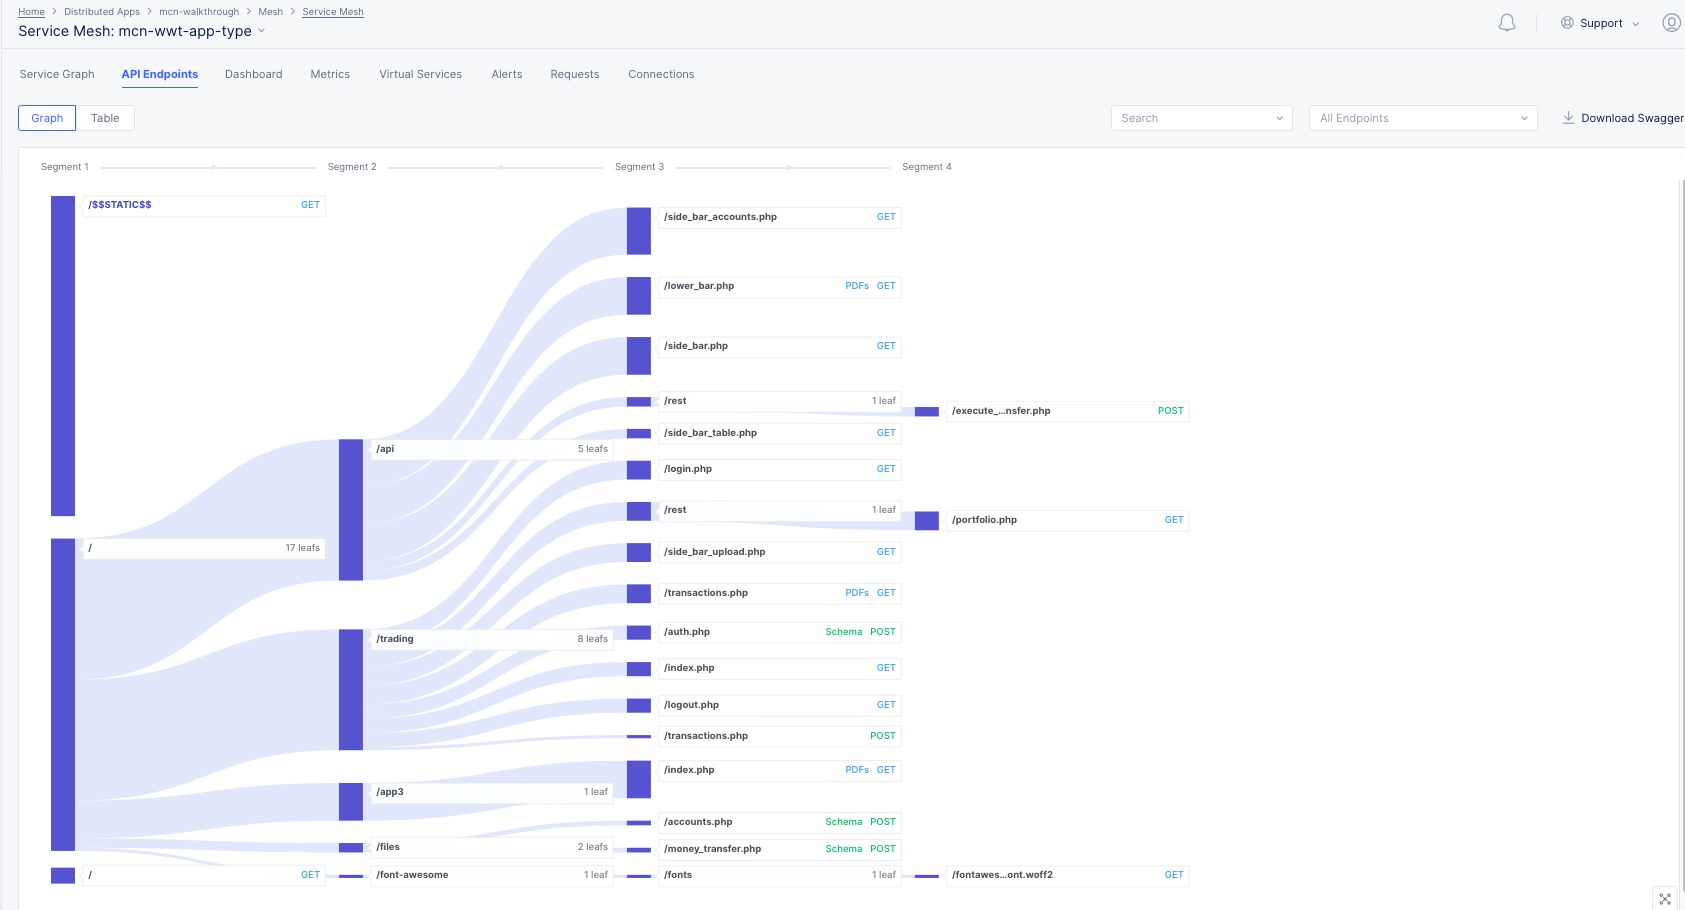 Home > Distributed Apps > mcn-walkthrough > Mesh > Service Mesh
Service Mesh: mcn-wwt-app-type
Support
Service Graph API Endpoints Dashboard Metrics Virtual Services Alerts Requests Connections
Graph Table
Search
All Endpoints
Download Swagger
Segment 1 Segment 2 Segment 3 Segment 4
/$$STATIC$$ GET
/side_bar_accounts.php GET
/lower_bar.php PDFs GET
/side_bar.php GET
/rest 1 leaf
/execute_...nsfer.php POST
/side_bar_table.php GET
/api 5 leafs
/login.php GET
/rest 1 leaf
/portfolio.php GET
/ 17 leafs
/side_bar_upload.php GET
/transactions.php PDFs GET
/auth.php Schema POST
/trading 8 leafs
/index.php GET
/logout.php GET
/transactions.php POST
/index.php PDFs GET
/app3 1 leaf
/accounts.php Schema POST
/files 2 leafs
/money_transfer.php Schema POST
/ GET
/font-awesome 1 leaf
/fonts 1 leaf
/fontawes...ont.woff2 GET